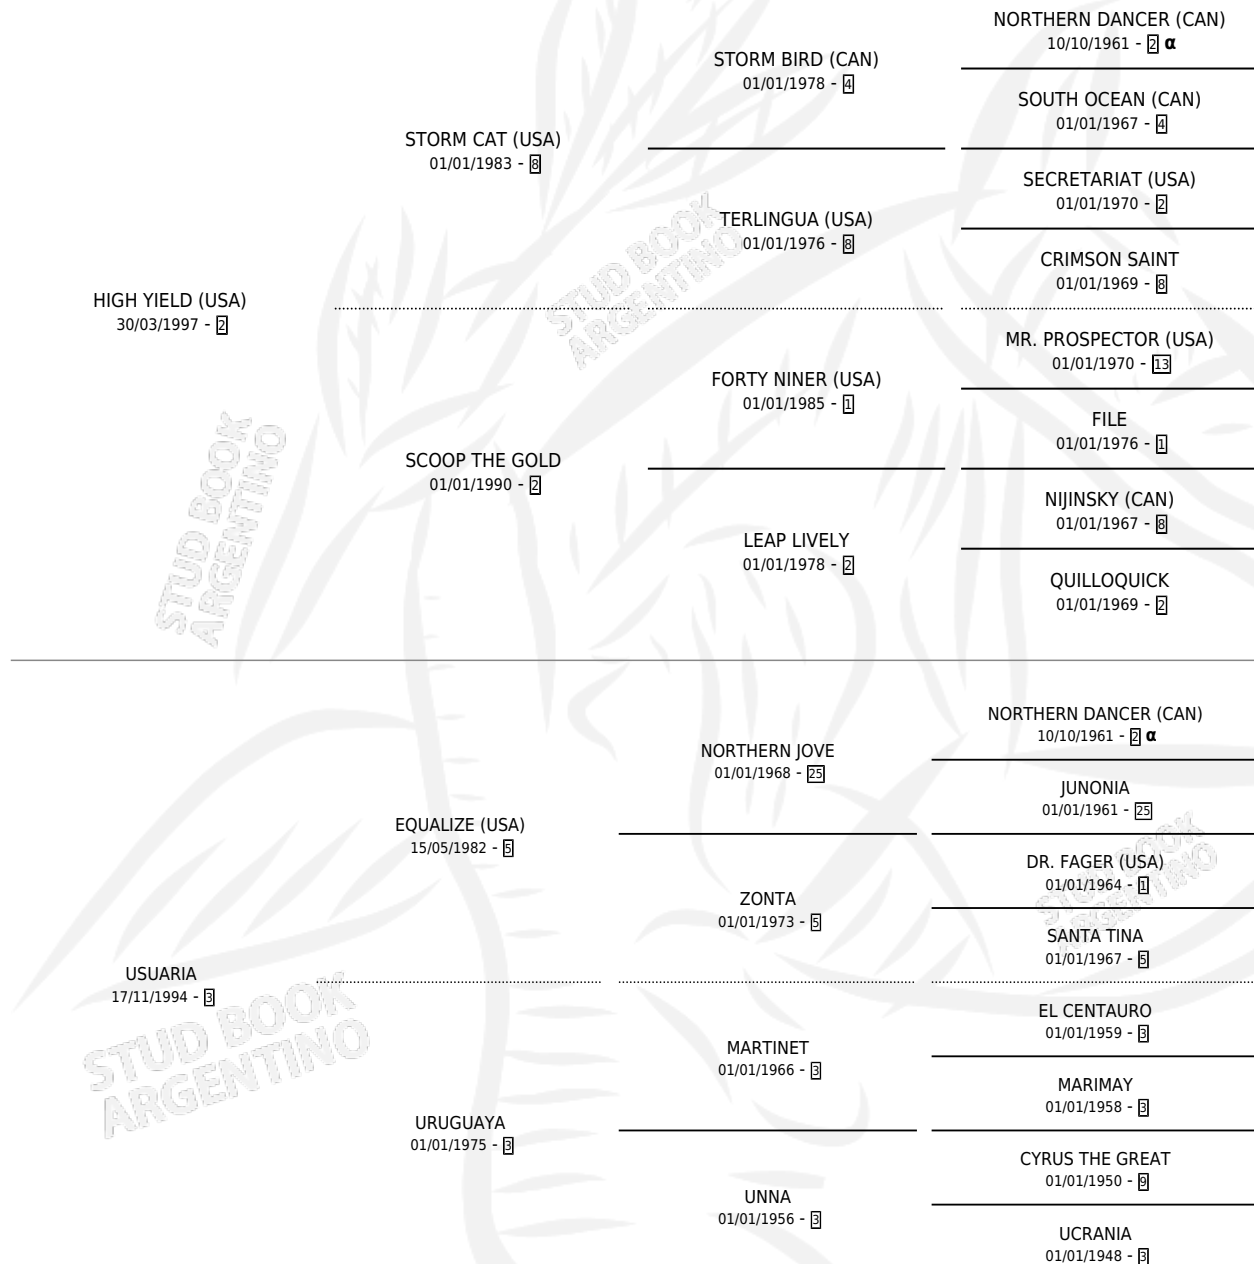 NORTHERN DANCER (CAN)
10/10/1961 - 2 α
STORM BIRD (CAN)
01/01/1978 - 4
SOUTH OCEAN (CAN)
01/01/1967 - 4
STORM CAT (USA)
01/01/1983 - 8
SECRETARIAT (USA)
01/01/1970 - 2
TERLINGUA (USA)
01/01/1976 - 8
CRIMSON SAINT
01/01/1969 - 8
HIGH YIELD (USA)
30/03/1997 - 2
MR. PROSPECTOR (USA)
01/01/1970 - 13
FORTY NINER (USA)
01/01/1985 - 1
FILE
01/01/1976 - 1
SCOOP THE GOLD
01/01/1990 - 2
NIJINSKY (CAN)
01/01/1967 - 8
LEAP LIVELY
01/01/1978 - 2
QUILLOQUICK
01/01/1969 - 2
STUD BOOK
ARGENTINO
STUD BOOK
ARGENTINO
NORTHERN DANCER (CAN)
10/10/1961 - 2 α
NORTHERN JOVE
01/01/1968 - 25
JUNONIA
01/01/1961 - 25
EQUALIZE (USA)
15/05/1982 - 5
DR. FAGER (USA)
01/01/1964 - 1
ZONTA
01/01/1973 - 5
SANTA TINA
01/01/1967 - 5
USUARIA
17/11/1994 - 3
EL CENTAURO
01/01/1959 - 3
MARTINET
01/01/1966 - 3
MARIMAY
01/01/1958 - 3
URUGUAYA
01/01/1975 - 3
CYRUS THE GREAT
01/01/1950 - 9
UNNA
01/01/1956 - 3
UCRANIA
01/01/1948 - 3
STUD BOOK
ARGENTINO
STUD BOOK
ARGENTINO